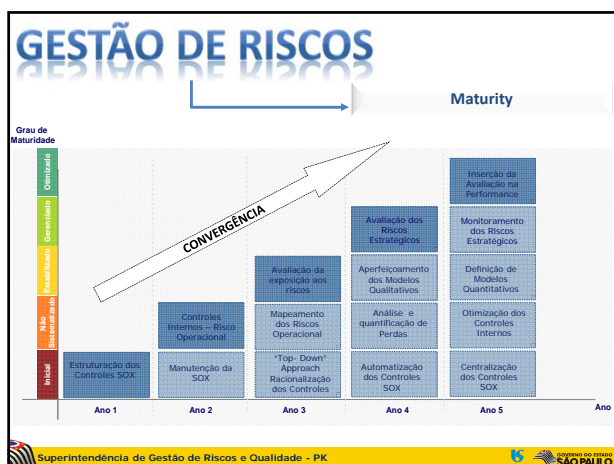 GESTÃO DE RISCOS
Maturity
Grau de
Maturidade
Otimizado
Gerenciado
Estabilizado
Não
Sistematizado
Inicial
CONVERGÊNCIA
Inserção da
Avaliação na
Performance
Avaliação dos
Riscos
Estratégicos
Monitoramento
dos Riscos
Estratégicos
Avaliação da
exposição aos
riscos
Aperfeiçoamento
dos Modelos
Qualitativos
Definição de
Modelos
Quantitativos
Controles
Internos – Risco
Operacional
Mapeamento
dos Riscos
Operacional
Análise e
quantificação de
Perdas
Otimização dos
Controles
Internos
Estruturação dos
Controles SOX
Manutenção da
SOX
"Top- Down"
Approach
Racionalização
dos Controles
Automatização
dos Controles
SOX
Centralização
dos Controles
SOX
Ano 1
Ano 2
Ano 3
Ano 4
Ano 5
Ano
Superintendência de Gestão de Riscos e Qualidade - PK
GOVERNO DO ESTADO
SÃO PAULO